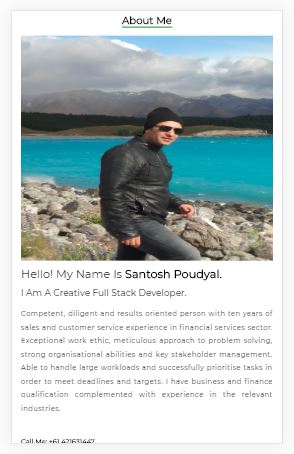 About Me
Hello! My Name Is Santosh Poudyal.
I Am A Creative Full Stack Developer.
Competent, diligent and results oriented person with ten years of
sales and customer service experience in financial services sector.
Exceptional work ethic, meticulous approach to problem solving,
strong organisational abilities and key stakeholder management.
Able to handle large workloads and successfully prioritise tasks in
order to meet deadlines and targets. I have business and finance
qualification complemented with experience in the relevant
industries.
Call Me: +61 421631447